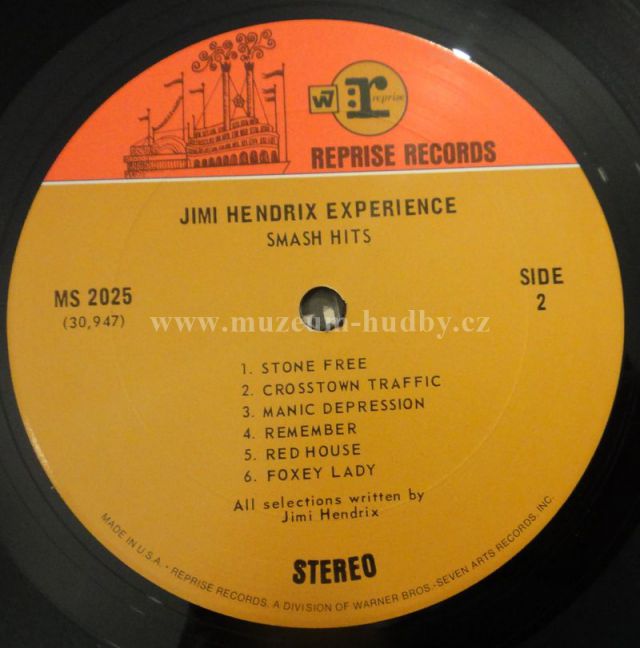 W7 r: reprise
REPRISE RECORDS
JIMI HENDRIX EXPERIENCE
SMASH HITS
MS 2025
(30,947)
SIDE
2
www.muzeum-hudby.cz
1. STONE FREE
2. CROSSTOWN TRAFFIC
3. MANIC DEPRESSION
4. REMEMBER
5. RED HOUSE
6. FOXEY LADY
All selections written by
Jimi Hendrix
STEREO
MADE IN U.S.A. - REPRISE RECORDS, A DIVISION OF WARNER BROS.-SEVEN ARTS RECORDS, INC.